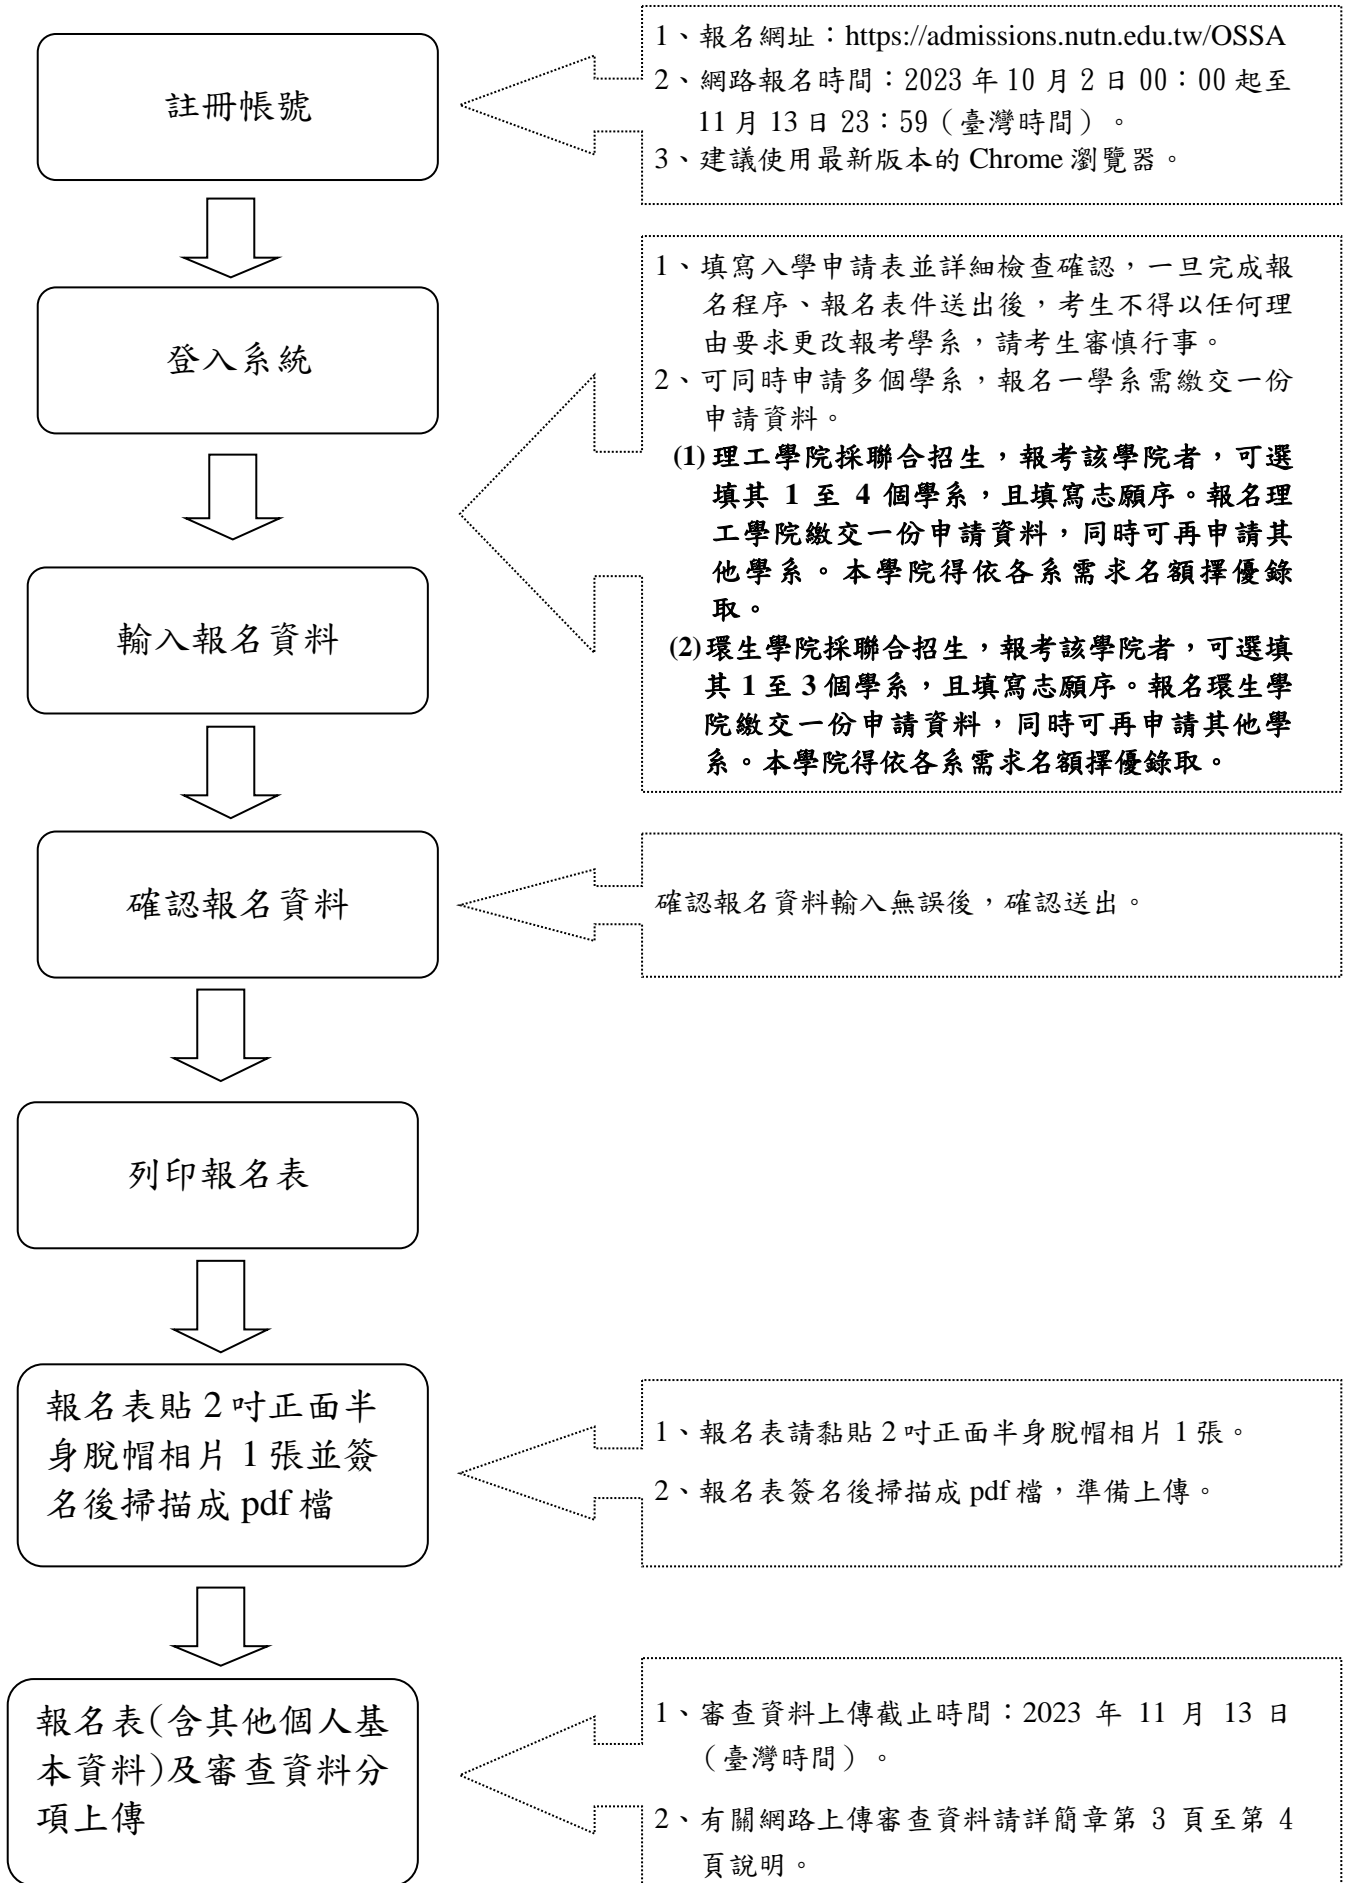 註冊帳號
1、報名網址：https://admissions.nutn.edu.tw/OSSA
2、網路報名時間：2023 年 10 月 2 日 00：00 起至
11 月 13 日 23：59（臺灣時間）。
3、建議使用最新版本的 Chrome 瀏覽器。
登入系統
輸入報名資料
1、填寫入學申請表並詳細檢查確認，一旦完成報
名程序、報名表件送出後，考生不得以任何理
由要求更改報考學系，請考生審慎行事。
2、可同時申請多個學系，報名一學系需繳交一份
申請資料。
(1)理工學院採聯合招生，報考該學院者，可選
填其 1 至 4 個學系，且填寫志願序。報名理
工學院繳交一份申請資料，同時可再申請其
他學系。本學院得依各系需求名額擇優錄
取。
(2)環生學院採聯合招生，報考該學院者，可選填
其 1 至 3 個學系，且填寫志願序。報名環生學
院繳交一份申請資料，同時可再申請其他學
系。本學院得依各系需求名額擇優錄取。
確認報名資料
確認報名資料輸入無誤後，確認送出。
列印報名表
報名表貼 2 吋正面半
身脫帽相片 1 張並簽
名後掃描成 pdf 檔
1、報名表請黏貼 2 吋正面半身脫帽相片 1 張。
2、報名表簽名後掃描成 pdf 檔，準備上傳。
報名表(含其他個人基
本資料)及審查資料分
項上傳
1、審查資料上傳截止時間：2023 年 11 月 13 日
（臺灣時間）。
2、有關網路上傳審查資料請詳簡章第 3 頁至第 4
頁說明。